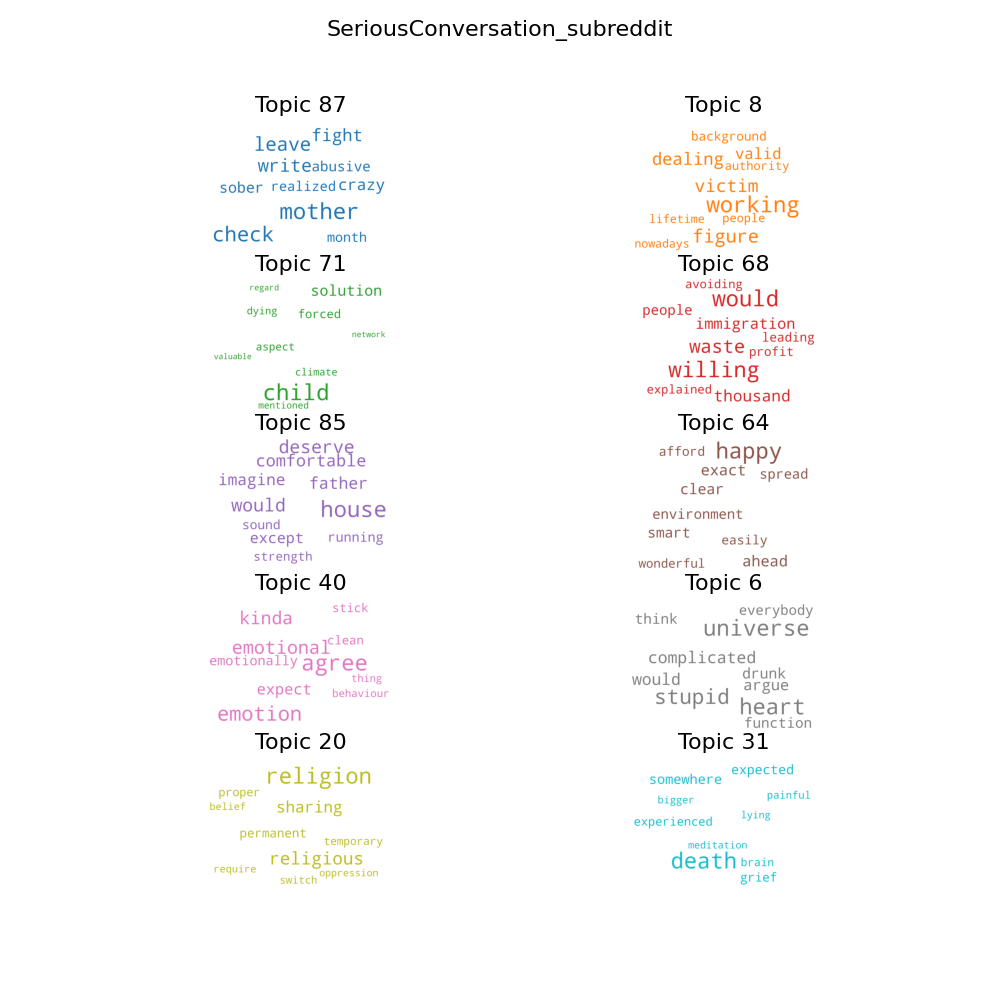 SeriousConversation_subreddit
Topic 87
fight
leave
write abusive
sober realized crazy
mother
check month
Topic 8
background
dealing valid
authority
victim
working
lifetime people
figure
nowadays
Topic 71
regard solution
dying forced
network
aspect
valuable
climate
child
mentioned
Topic 68
avoiding
would
people
immigration
leading
waste profit
willing
explained thousand
Topic 85
deserve
comfortable
imagine father
would house
sound
except running
strength
Topic 64
afford happy
exact spread
clear
environment
smart
easily
wonderful ahead
Topic 40
stick
kinda
emotional clean
emotionally agree
thing
expect behaviour
emotion
Topic 6
everybody
think universe
complicated
drunk
would argue
stupid heart
function
Topic 20
religion
proper
belief sharing
permanent
temporary
religious
require oppression
switch
Topic 31
expected
somewhere
bigger painful
experienced lying
meditation
death brain
grief